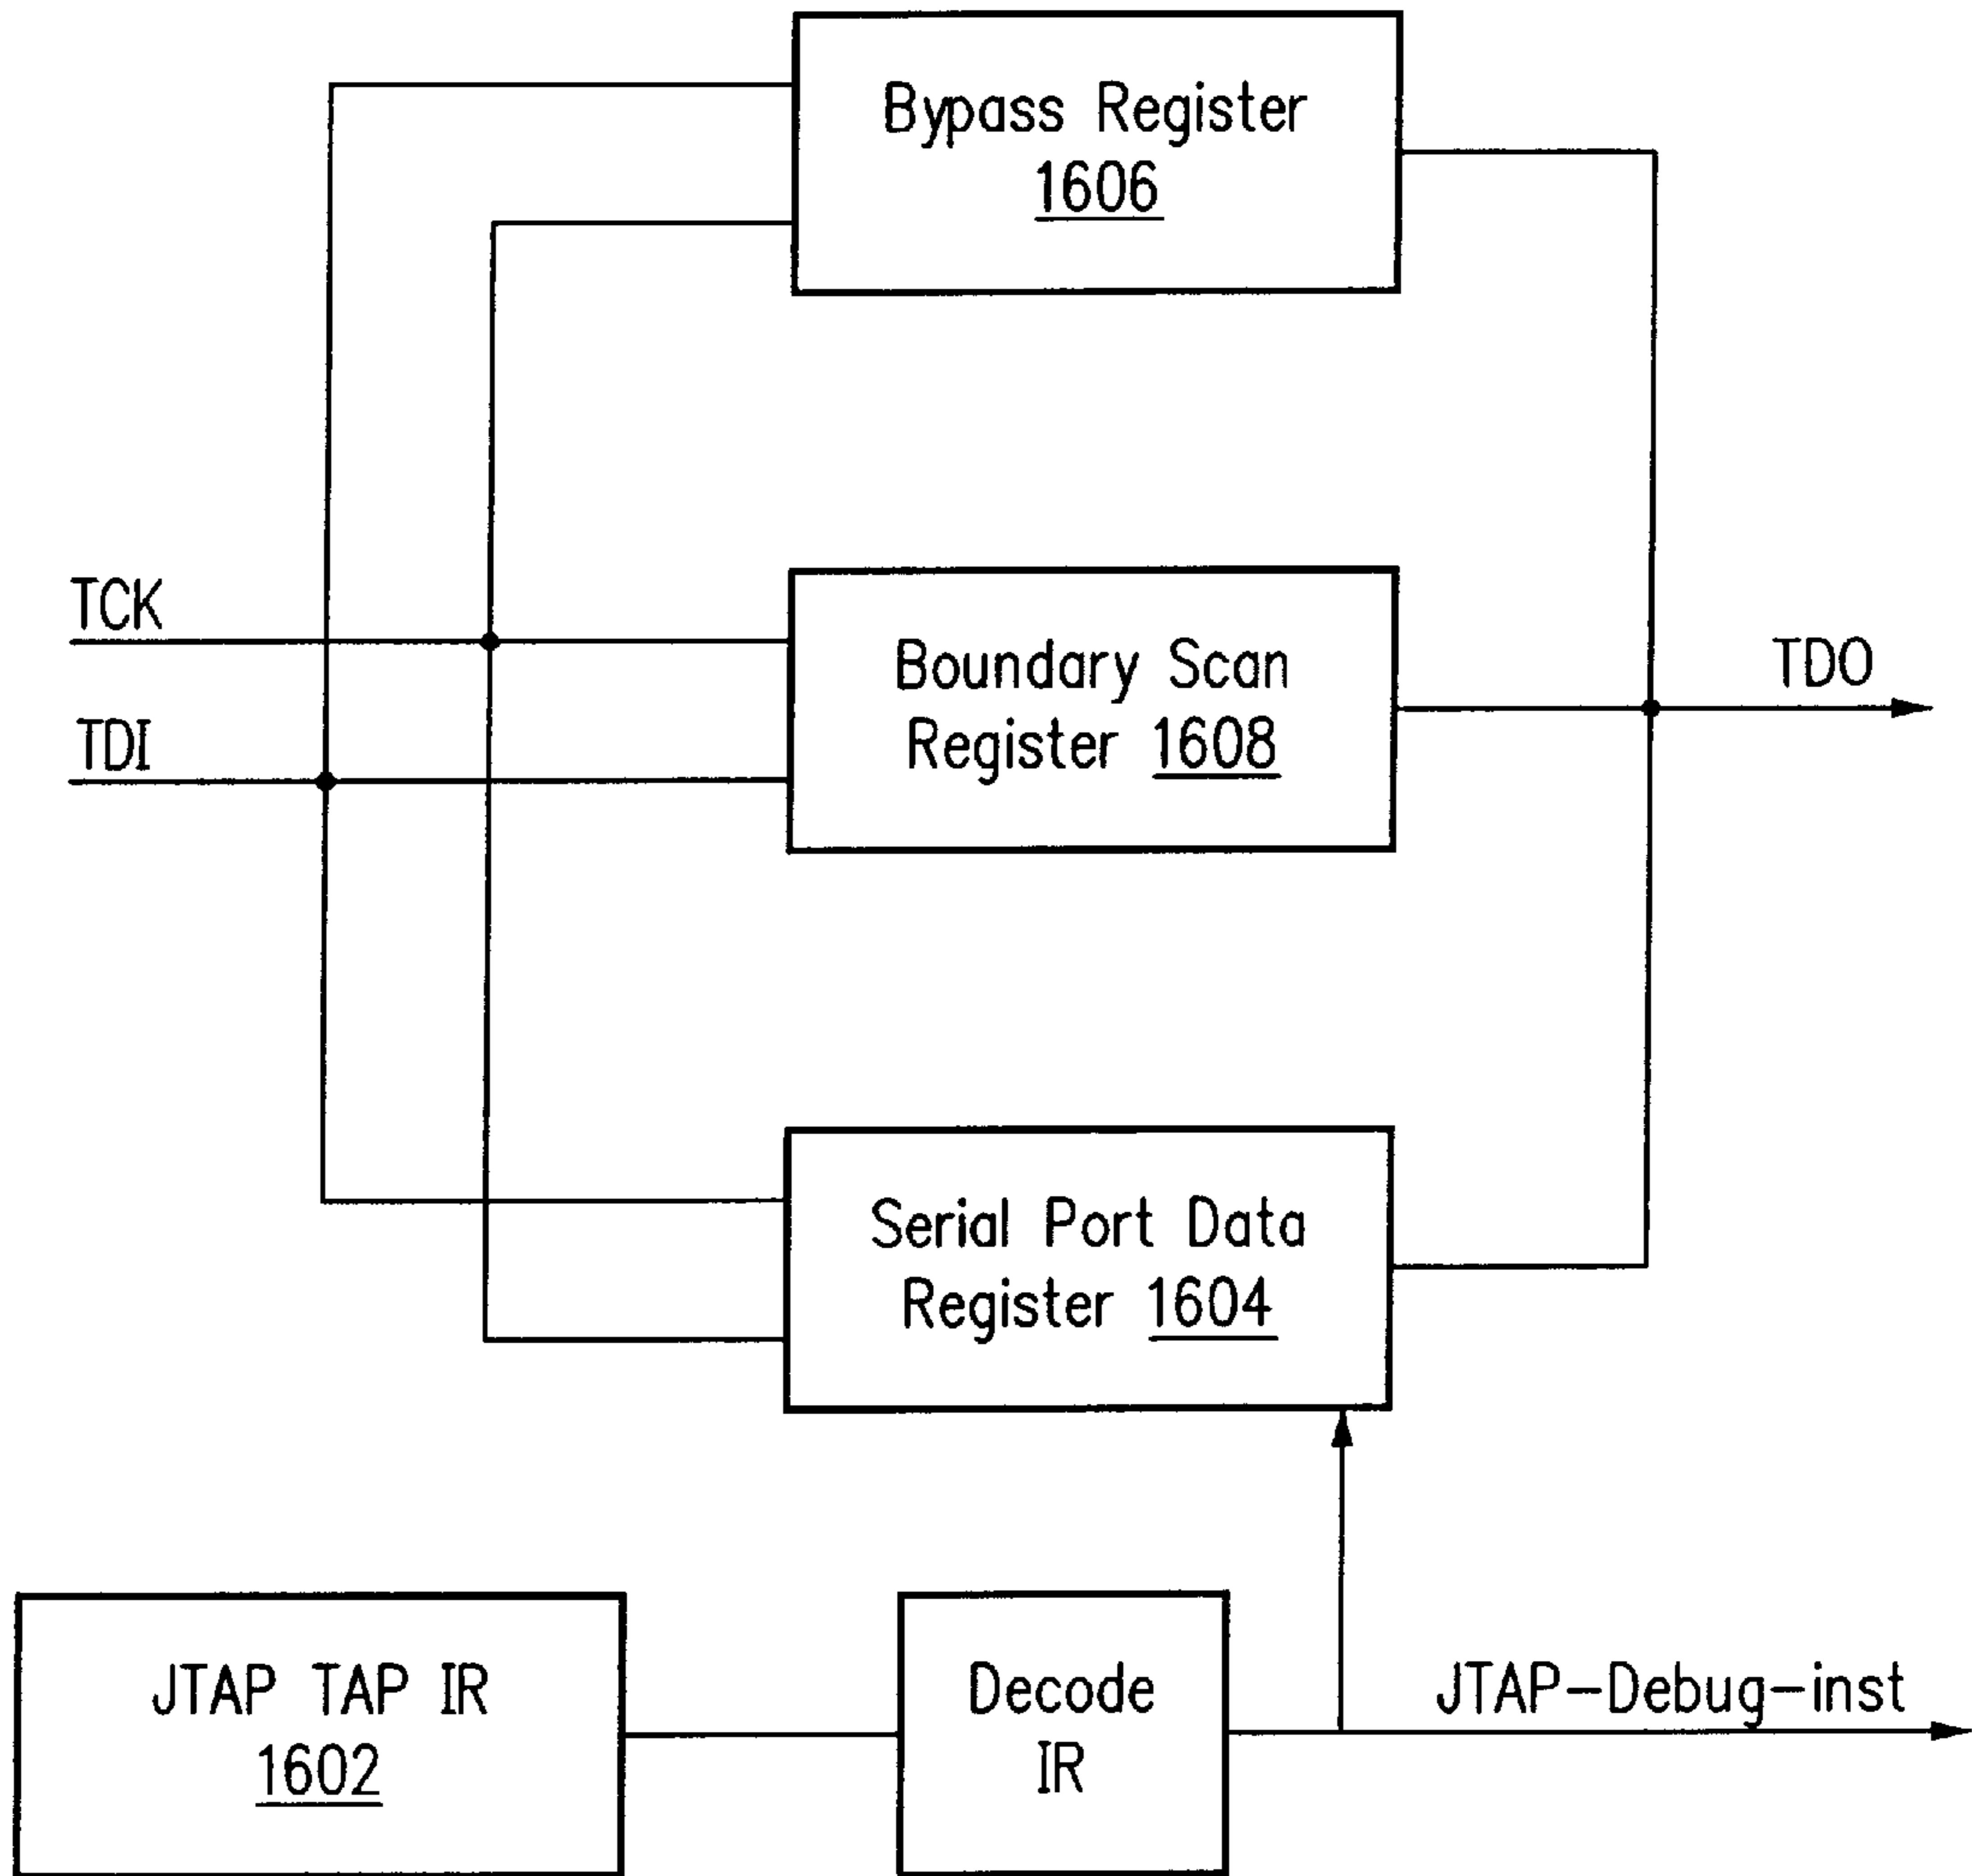 Bypass Register
1606
TCK
Boundary Scan
Register 1608
TDO
TDI
Serial Port Data
Register 1604
JTAP TAP IR
1602
Decode
IR
JTAP-Debug-inst